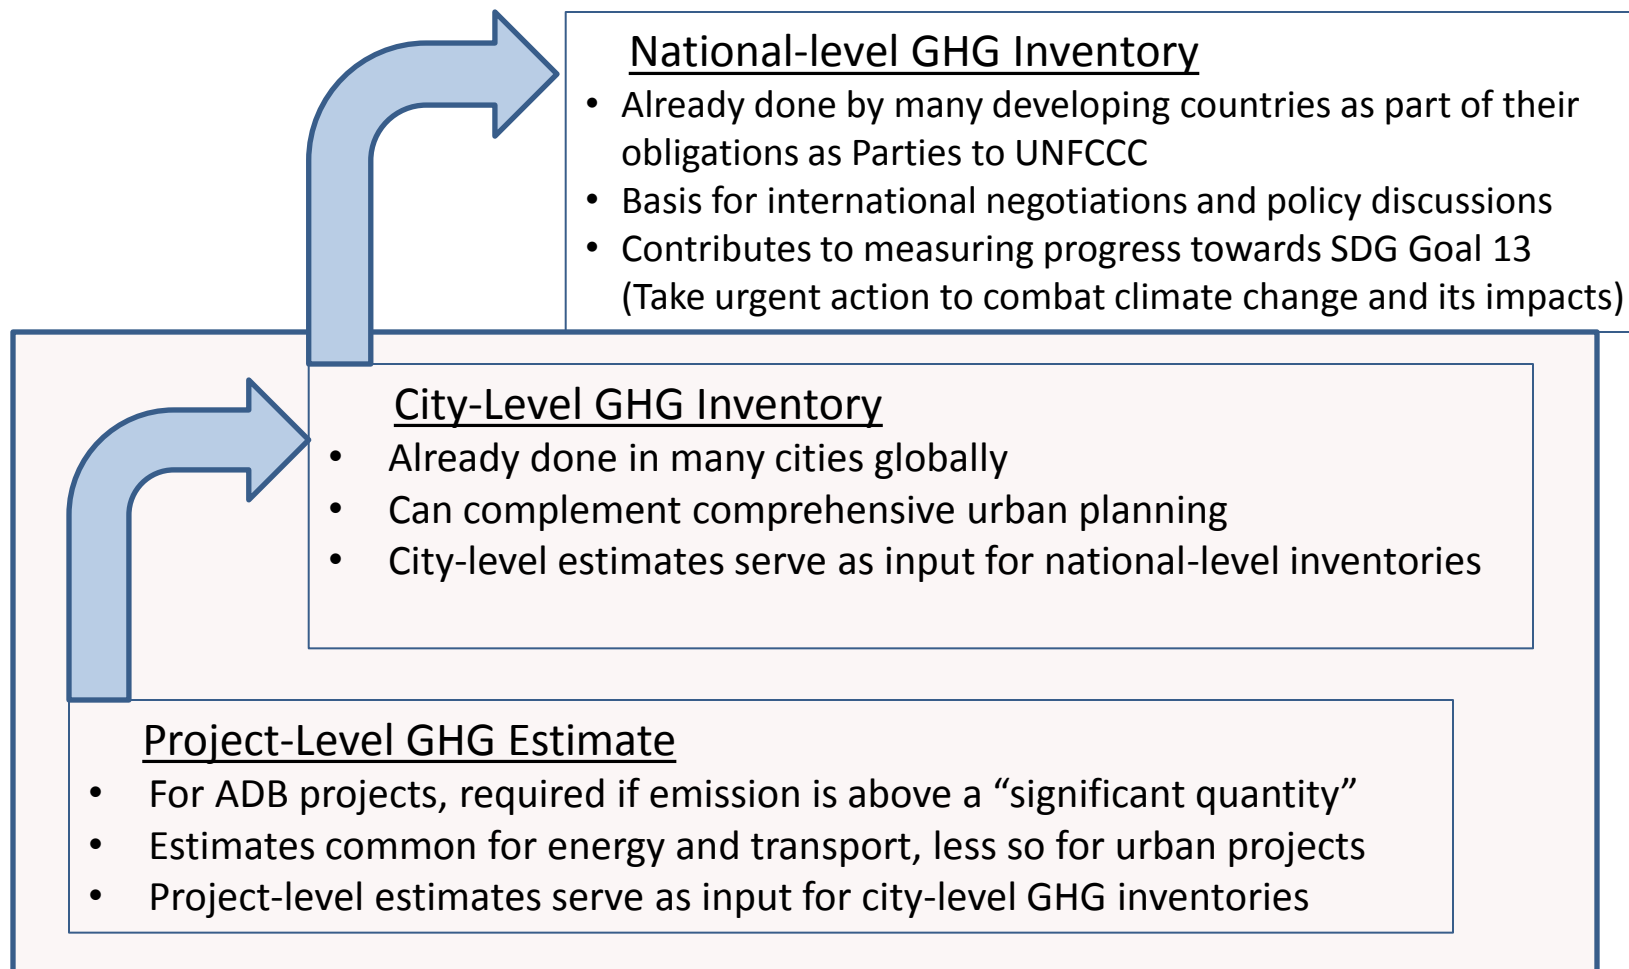 National-level GHG Inventory
• Already done by many developing countries as part of their
obligations as Parties to UNFCCC
• Basis for international negotiations and policy discussions
• Contributes to measuring progress towards SDG Goal 13
(Take urgent action to combat climate change and its impacts)
City-Level GHG Inventory
• Already done in many cities globally
• Can complement comprehensive urban planning
• City-level estimates serve as input for national-level inventories
Project-Level GHG Estimate
• For ADB projects, required if emission is above a “significant quantity”
• Estimates common for energy and transport, less so for urban projects
• Project-level estimates serve as input for city-level GHG inventories